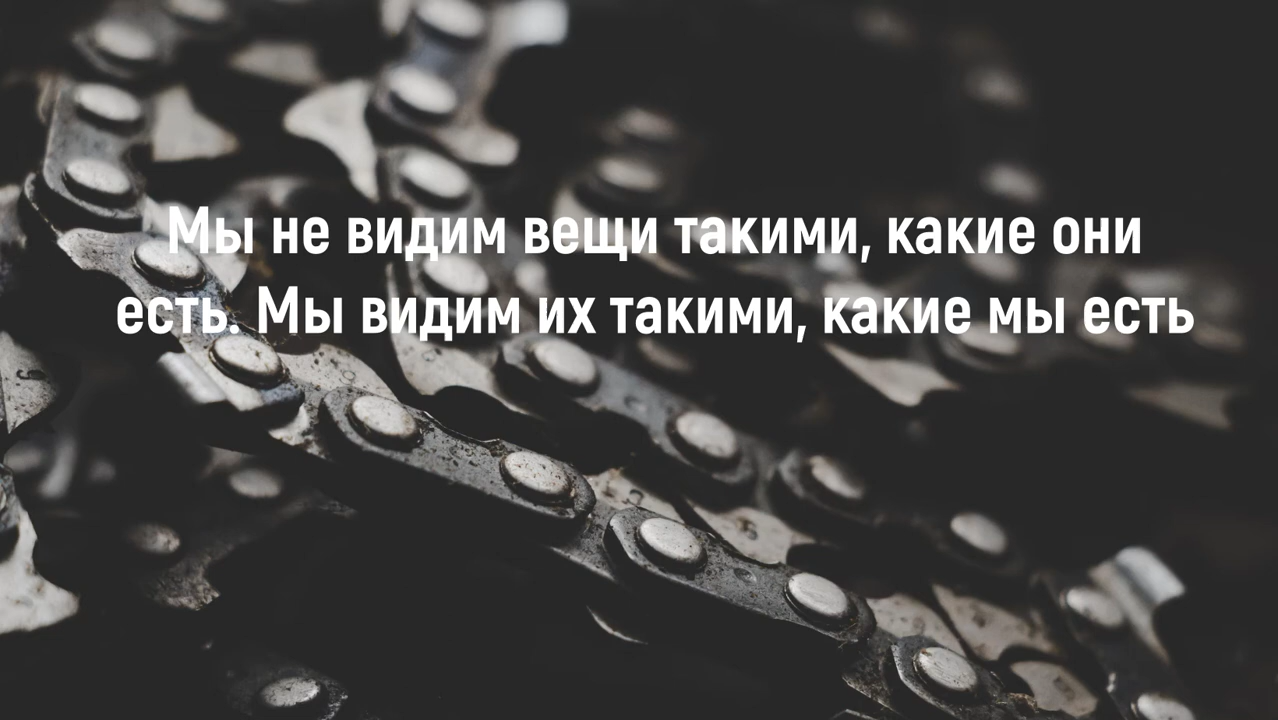 Мы не видим вещи такими, какие они
есть. Мы видим их такими, какие мы есть